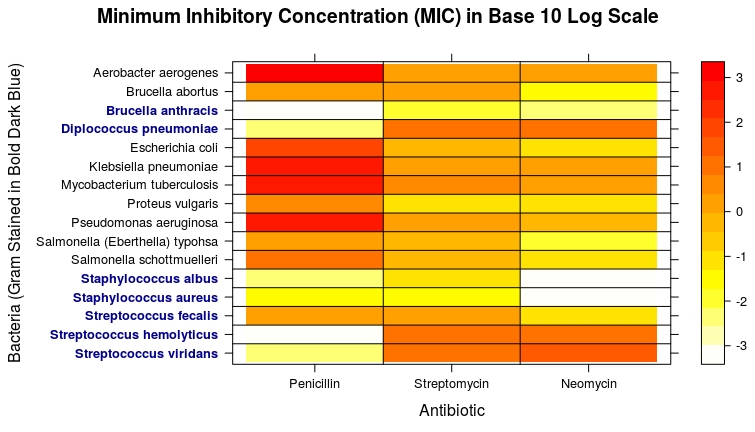 Minimum Inhibitory Concentration (MIC) in Base 10 Log Scale
Bacteria (Gram Stained in Bold Dark Blue)
Aerobacter aerogenes
Brucella abortus
Brucella anthracis
Diplococcus pneumoniae
Escherichia coli
Klebsiella pneumoniae
Mycobacterium tuberculosis
Proteus vulgaris
Pseudomonas aeruginosa
Salmonella (Eberthella) typohsa
Salmonella schottmuelleri
Staphylococcus albus
Staphylococcus aureus
Streptococcus fecalis
Streptococcus hemolyticus
Streptococcus viridans
Penicillin
Streptomycin
Neomycin
Antibiotic
3
2
1
0
-1
-2
-3